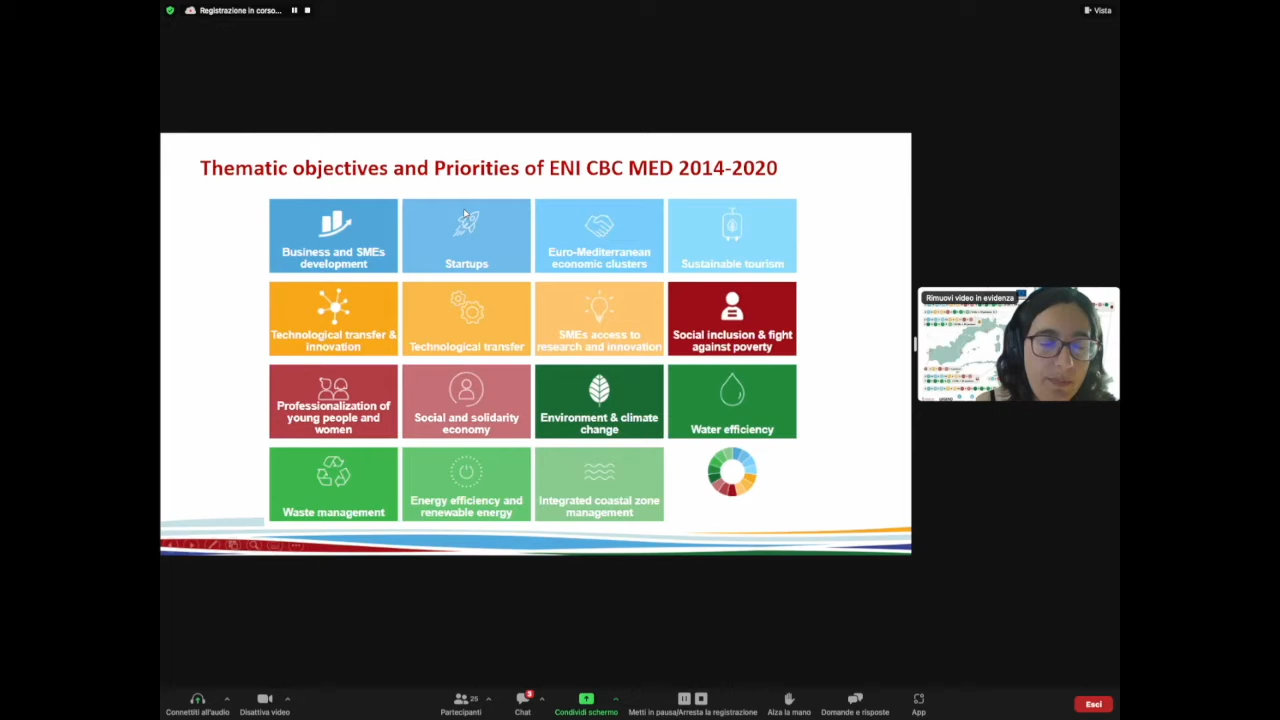 Registrazione in corso...
Vista
Thematic objectives and Priorities of ENI CBC MED 2014-2020
Business and SMEs
development
Startups
Euro-Mediterranean
economic clusters
Sustainable tourism
Technological transfer &
innovation
Technological transfer
SMEs access to
research and innovation
Social inclusion & fight
against poverty
Professionalization of
young people and
women
Social and solidarity
economy
Environment & climate
change
Water efficiency
Waste management
Energy efficiency and
renewable energy
Integrated coastal zone
management
Rimuovi video in evidenza
Connettiti all'audio
Disattiva video
25
Partecipanti
3
Chat
Condividi schermo
Metti in pausa/Arresta la registrazione
Alza la mano
Domande e risposte
App
Esci